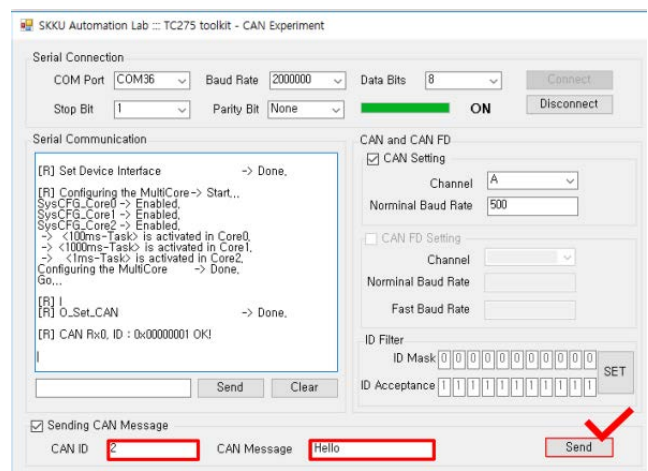 SKKU Automation Lab ::: TC275 toolkit - CAN Experiment
Serial Connection
COM Port COM36 Baud Rate 2000000 Data Bits 8 Connect
Stop Bit 1 Parity Bit None ON Disconnect
Serial Communication
[R] Set Device Interface -> Done,
[R] Configuring the MultiCore-> Start,,,
SysCFG_Core0 -> Enabled,
SysCFG_Core1 -> Enabled,
SysCFG_Core2 -> Enabled,
-> <100ms-Task> is activated in Core0,
-> <1000ms-Task> is activated in Core1,
-> <1ms-Task> is activated in Core2,
Configuring the MultiCore -> Done,
Go,,,
[R] I
[R] O_Set_CAN -> Done,
[R] CAN Rx0, ID : 0x00000001 OK!
Send Clear
CAN and CAN FD
CAN Setting
Channel A
Norminal Baud Rate 500
CAN FD Setting
Channel
Norminal Baud Rate
Fast Baud Rate
ID Filter
ID Mask 0 0 0 0 0 0 0 0 0 0 0
ID Acceptance 1 1 1 1 1 1 1 1 1 1 1
SET
Sending CAN Message
CAN ID 2 CAN Message Hello Send